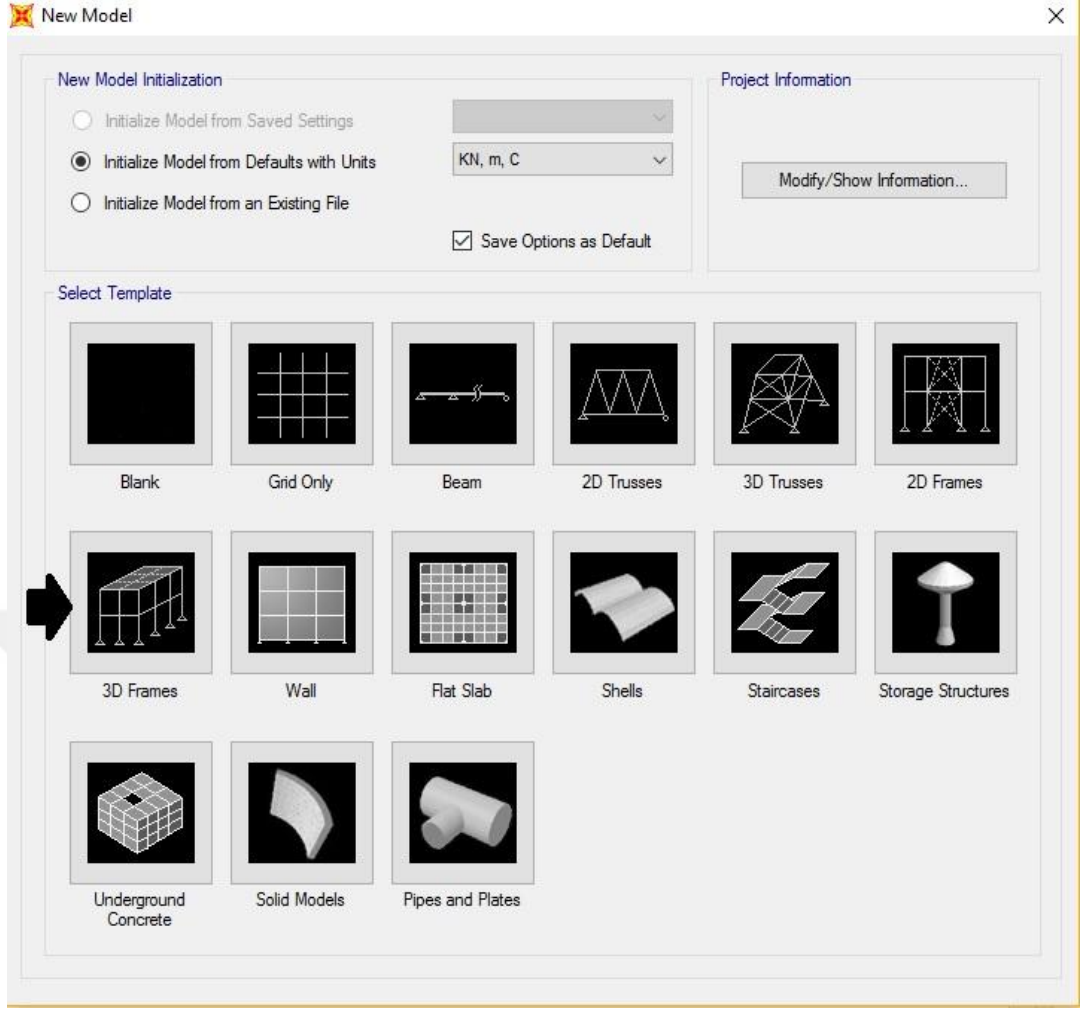 New Model
New Model Initialization
Initialize Model from Saved Settings
Initialize Model from Defaults with Units
KN, m, C
Initialize Model from an Existing File
Save Options as Default
Project Information
Modify/Show Information...
Select Template
Blank
Grid Only
Beam
2D Trusses
3D Trusses
2D Frames
3D Frames
Wall
Flat Slab
Shells
Staircases
Storage Structures
Underground
Concrete
Solid Models
Pipes and Plates